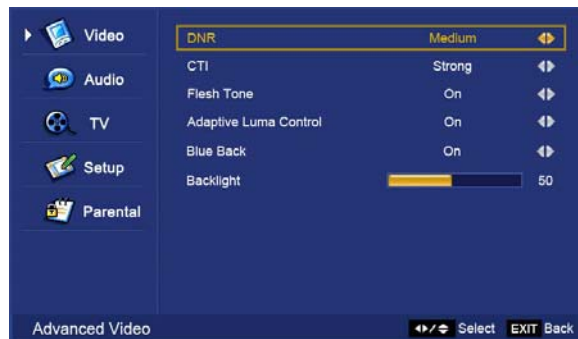 Video
Audio
TV
Setup
Parental
DNR Medium
CTI Strong
Flesh Tone On
Adaptive Luma Control On
Blue Back On
Backlight 50
Advanced Video
Select EXIT Back